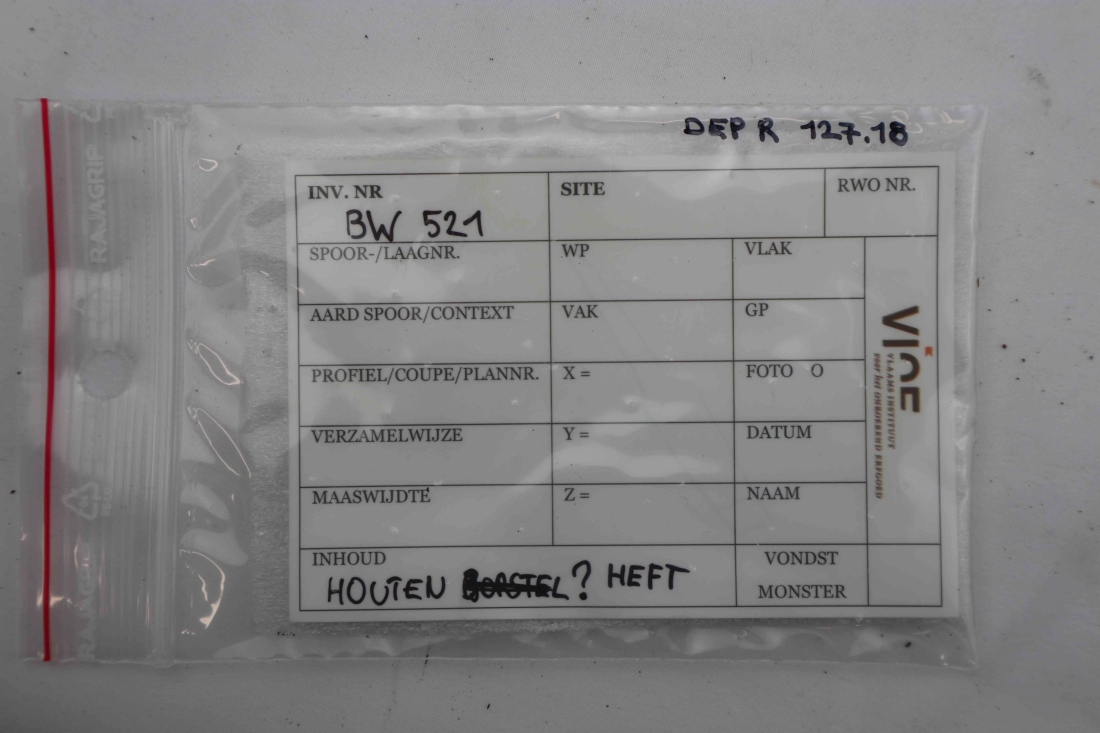 DEP R 127.18
INV. NR
BW 521
SITE
RWO NR.
SPOOR-/LAAGNR.
WP
VLAK
AARD SPOOR/CONTEXT
VAK
GP
PROFIEL/COUPE/PLANNR.
X =
FOTO O
VERZAMELWIJZE
Y =
DATUM
MAASWIJDTE
Z =
NAAM
INHOUD
HOUTEN BORSTEL? HEFT
VONDST
MONSTER
VIOE
VLAAMS INSTITUUT
voor het ONROEREND ERFGOED
RAJAGRIP
RAJAGRIP